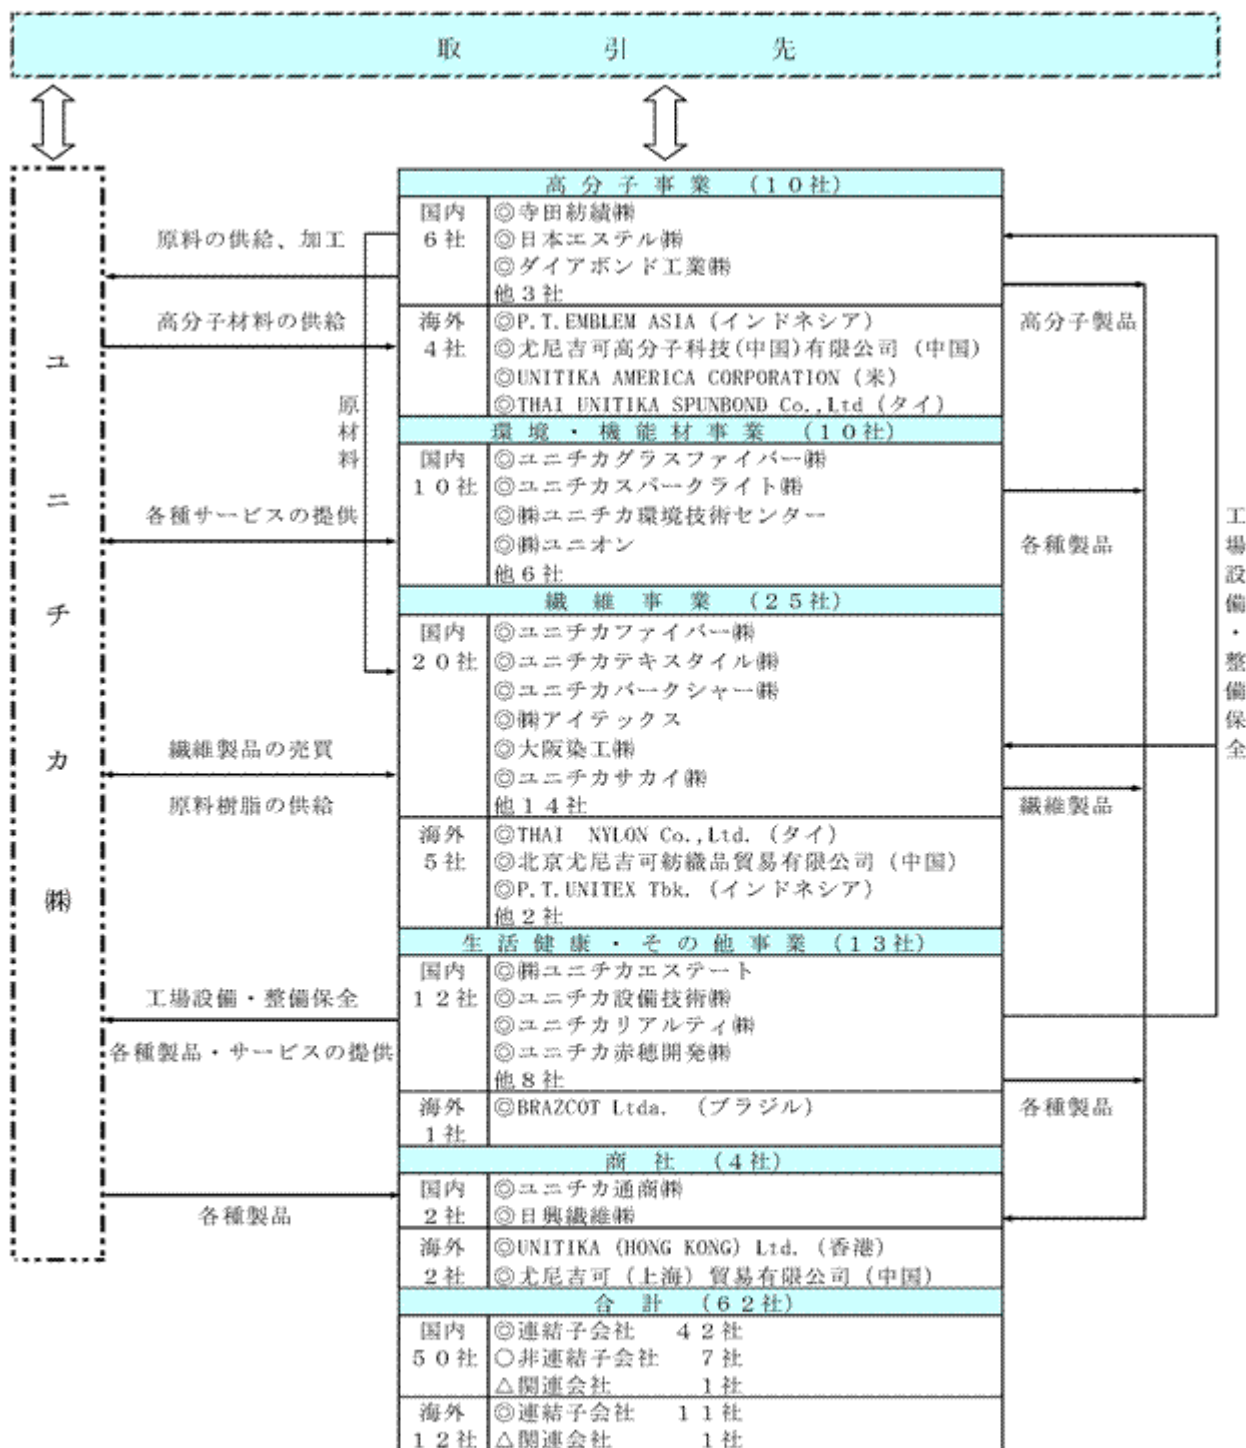 取引先
ユニチカ㈱
原料の供給、加工
高分子材料の供給
原材料
各種サービスの提供
繊維製品の売買
原料樹脂の供給
工場設備・整備保全
各種製品・サービスの提供
各種製品
高分子事業 (10社)
国内 ◎寺田紡績㈱
6社 ◎日本エステル㈱
◎ダイアボンド工業㈱
他3社
海外 ◎P.T.EMBLEM ASIA (インドネシア)
4社 ◎尤尼吉可高分子科技(中国)有限公司 (中国)
◎UNITIKA AMERICA CORPORATION (米)
◎THAI UNITIKA SPUNBOND Co.,Ltd (タイ)
環境・機能材事業 (10社)
国内 ◎ユニチカグラスファイバー㈱
10社 ◎ユニチカスパークライト㈱
◎㈱ユニチカ環境技術センター
◎㈱ユニオン
他6社
繊維事業 (25社)
国内 ◎ユニチカファイバー㈱
20社 ◎ユニチカテキスタイル㈱
◎ユニチカバークシャー㈱
◎㈱アイテックス
◎大阪染工㈱
◎ユニチカサカイ㈱
他14社
海外 ◎THAI NYLON Co.,Ltd. (タイ)
5社 ◎北京尤尼吉可紡織品貿易有限公司 (中国)
◎P.T.UNITEX Tbk. (インドネシア)
他2社
生活健康・その他事業 (13社)
国内 ◎㈱ユニチカエステート
12社 ◎ユニチカ設備技術㈱
◎ユニチカリアルティ㈱
◎ユニチカ赤穂開発㈱
他8社
海外 ◎BRAZCOT Ltda. (ブラジル)
1社
商社 (4社)
国内 ◎ユニチカ通商㈱
2社 ◎日興繊維㈱
海外 ◎UNITIKA (HONG KONG) Ltd. (香港)
2社 ◎尤尼吉可 (上海) 貿易有限公司 (中国)
合計 (62社)
国内 ◎連結子会社 42社
50社 ○非連結子会社 7社
△関連会社 1社
海外 ◎連結子会社 11社
12社 △関連会社 1社
高分子製品
各種製品
繊維製品
各種製品
工場設備・整備保全